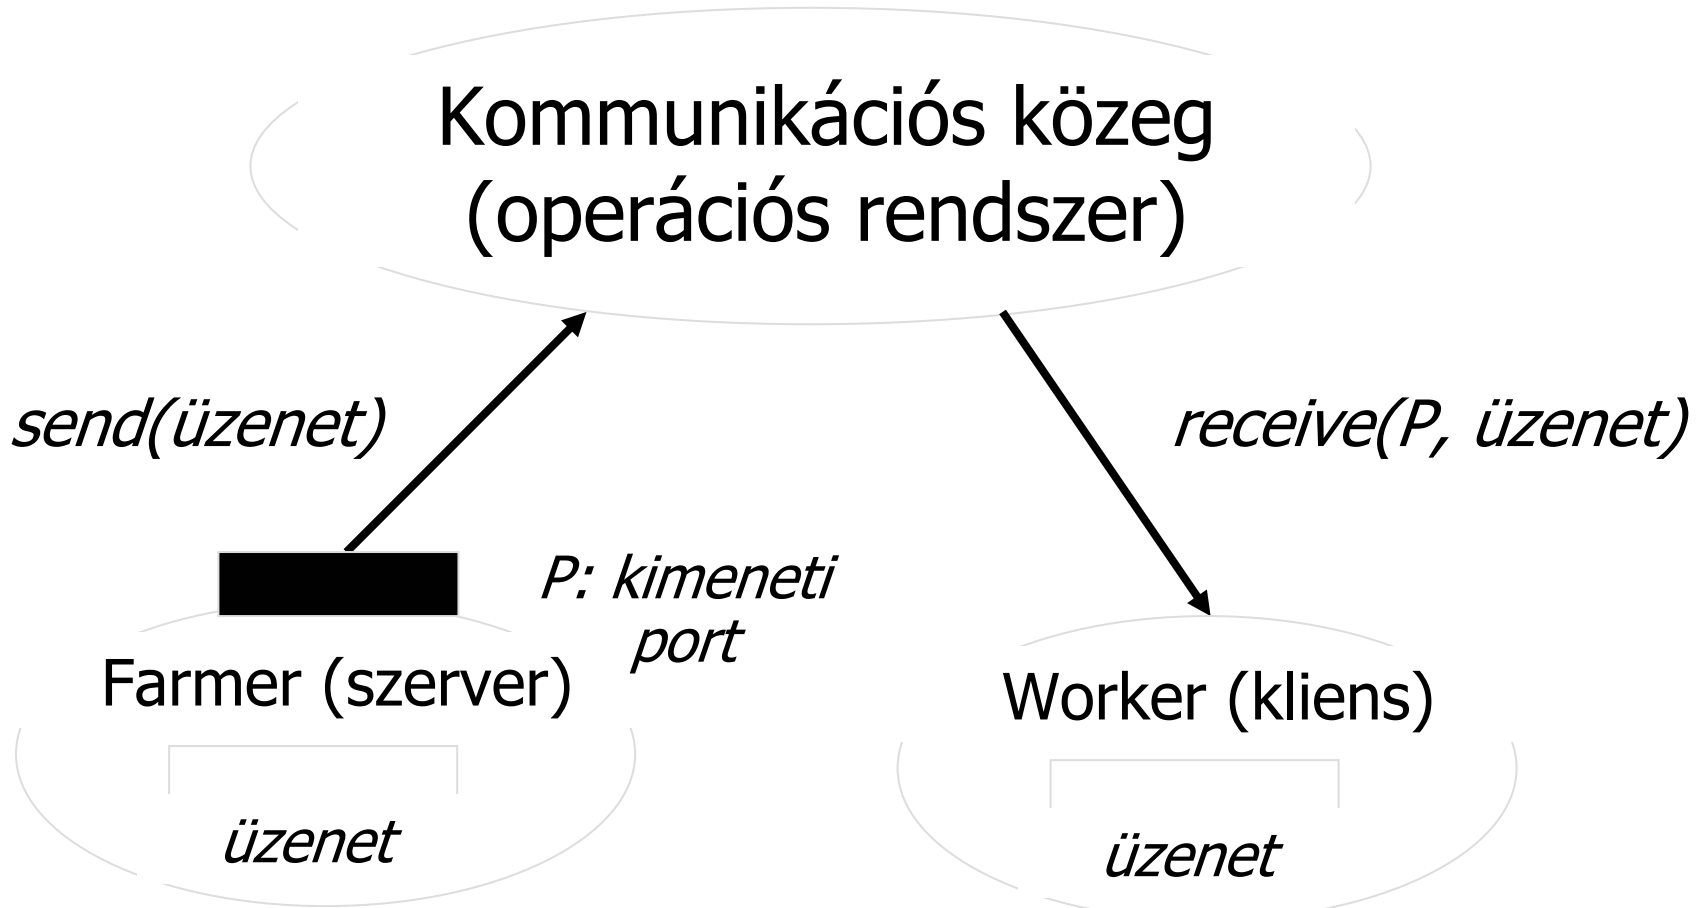 Kommunikációs közeg
(operációs rendszer)
send(üzenet)
receive(P, üzenet)
P: kimeneti
port
Farmer (szerver)
Worker (kliens)
üzenet
üzenet